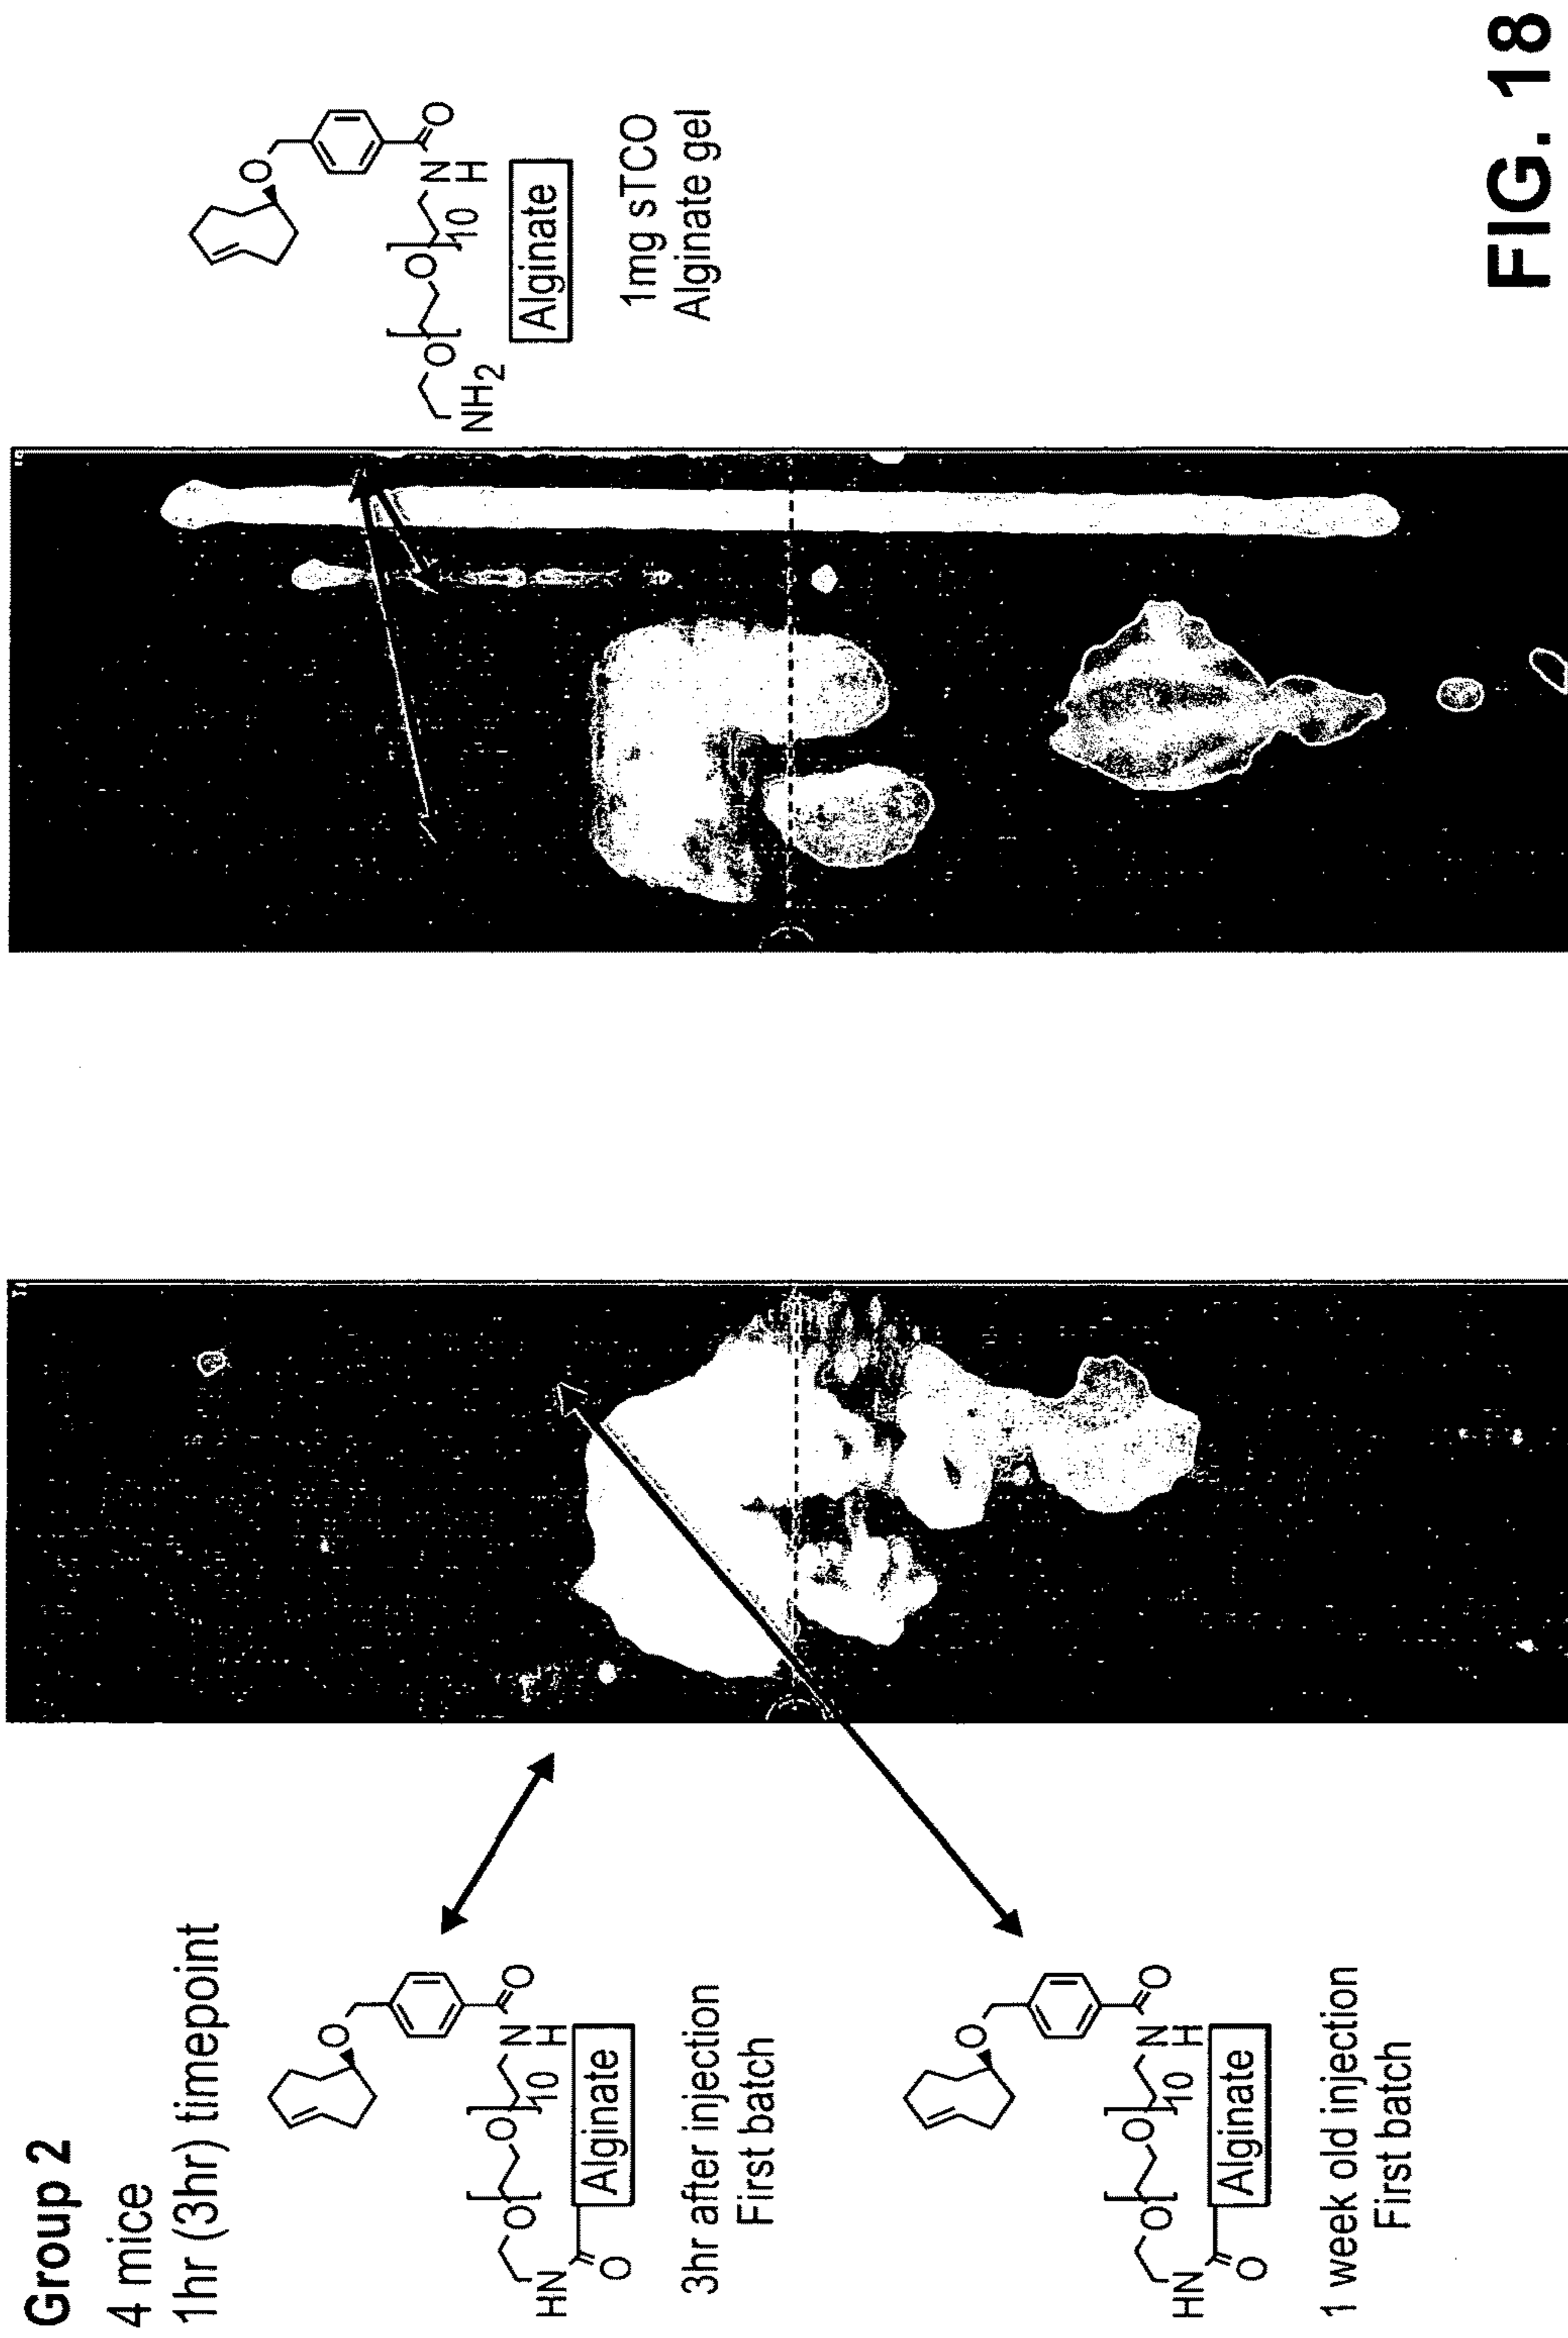 Group 2
4 mice
1hr (3hr) timepoint
O
O
N
H
10
O
O
HN
O
Alginate
3hr after injection
First batch
O
O
N
H
10
O
O
HN
O
Alginate
1 week old injection
First batch
O
O
N
H
10
O
O
NH2
Alginate
1mg sTCO
Alginate gel
FIG. 18